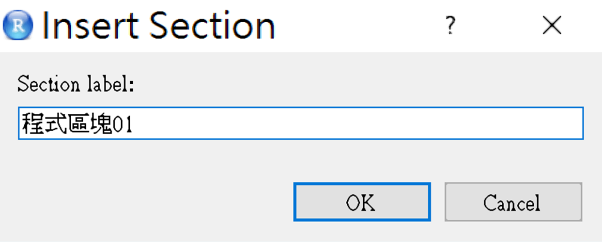 R Insert Section ? ×
Section label:
程式區塊01
OK Cancel